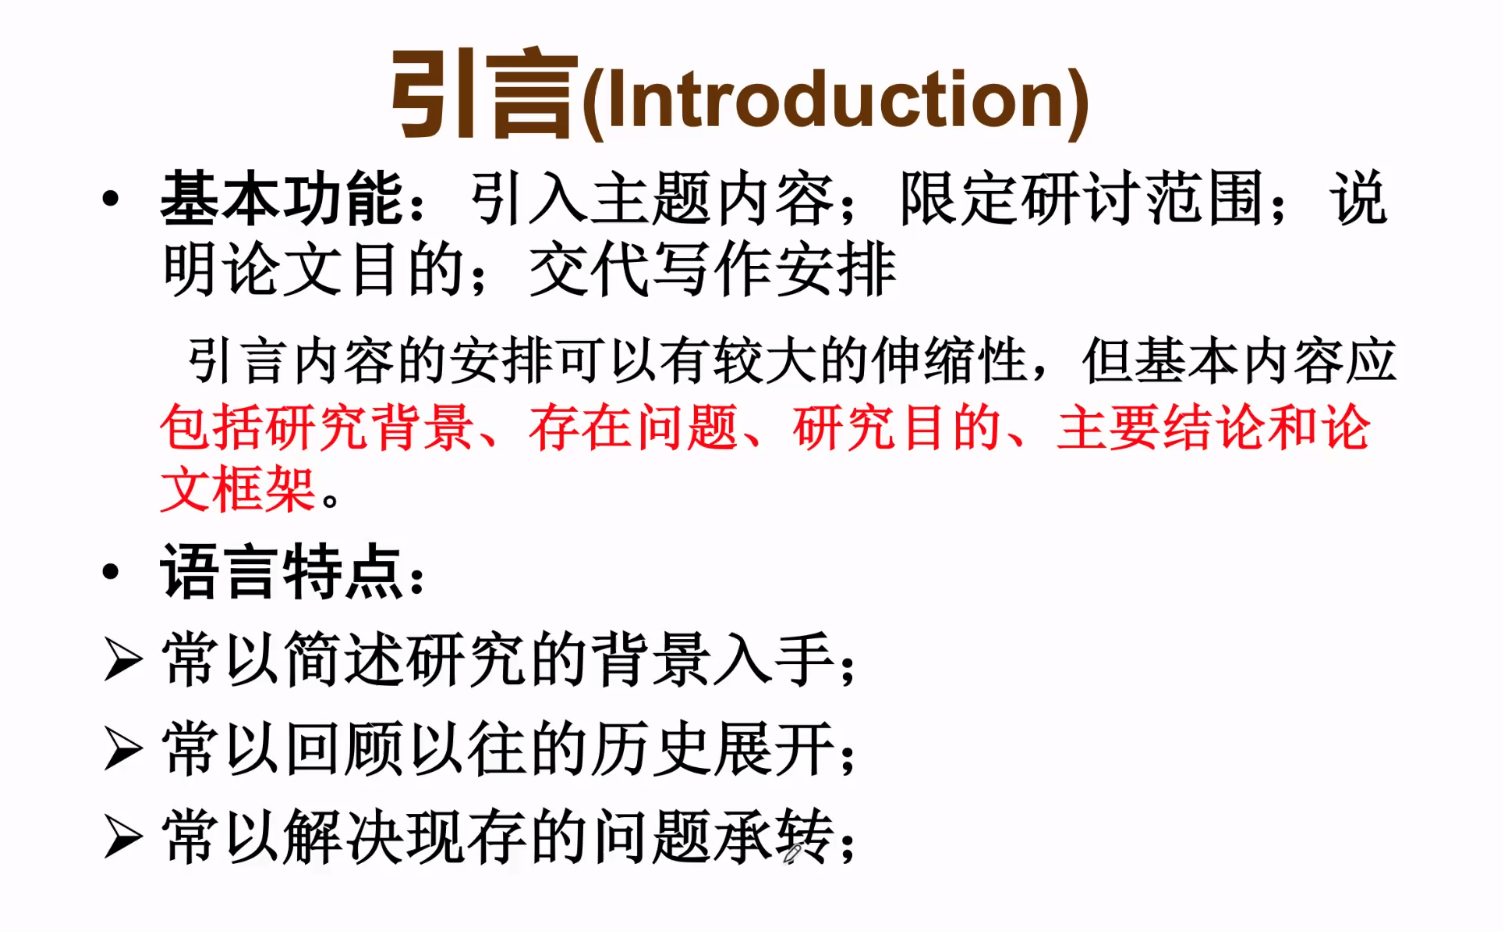 引言(Introduction)
• 基本功能：引入主题内容；限定研讨范围；说
明论文目的；交代写作安排
引言内容的安排可以有较大的伸缩性，但基本内容应
包括研究背景、存在问题、研究目的、主要结论和论
文框架。
• 语言特点：
➢ 常以简述研究的背景入手；
➢ 常以回顾以往的历史展开；
➢ 常以解决现存的问题承转；